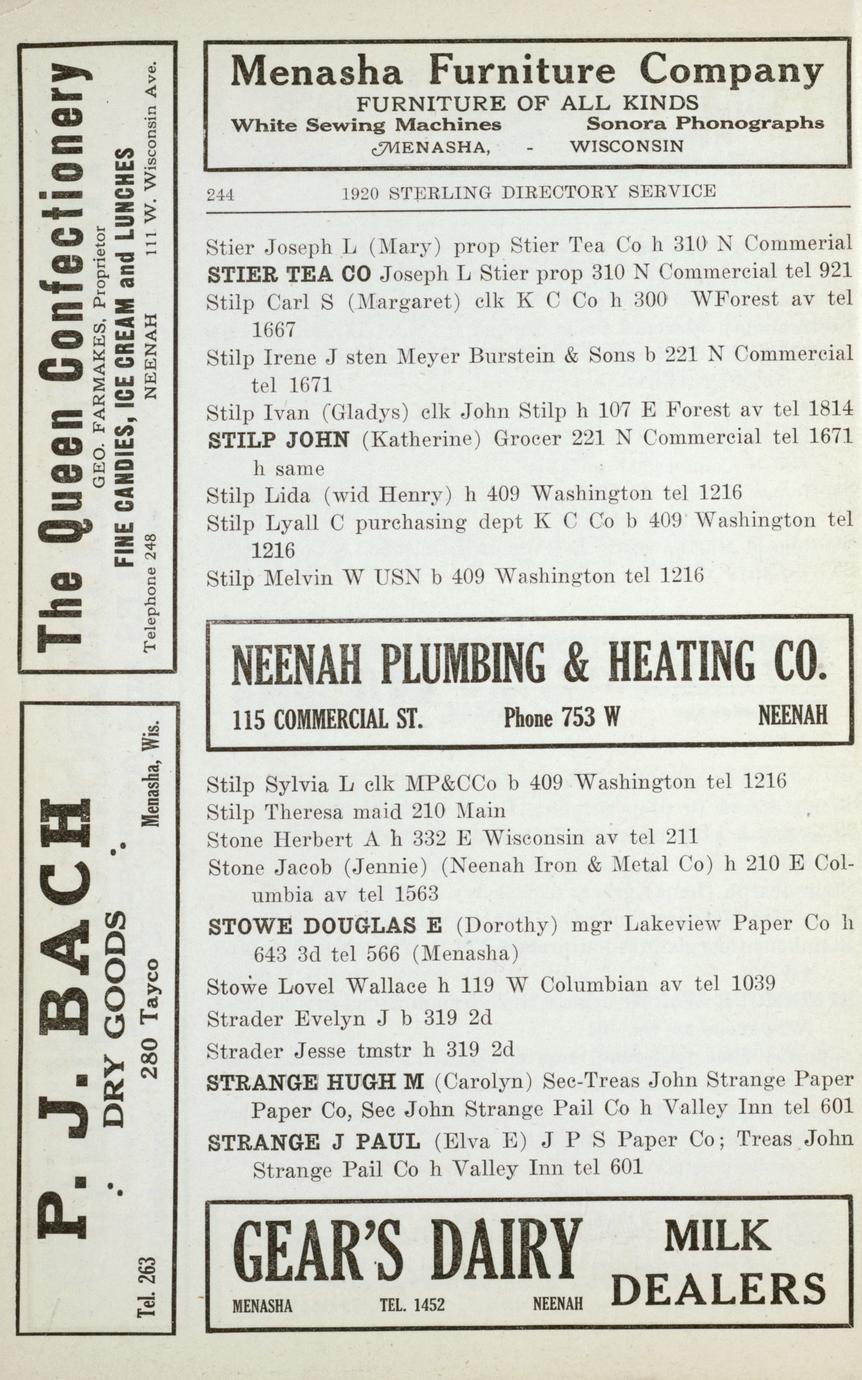 Menasha Furniture Company
FURNITURE OF ALL KINDS
White Sewing Machines Sonora Phonographs
MENASHA, - WISCONSIN
244 1920 STERLING DIRECTORY SERVICE
Stier Joseph L (Mary) prop Stier Tea Co h 310 N Commerial
STIER TEA CO Joseph L Stier prop 310 N Commercial tel 921
Stilp Carl S (Margaret) clk K C Co h 300 WForest av tel
1667
Stilp Irene J sten Meyer Burstein & Sons b 221 N Commercial
tel 1671
Stilp Ivan (Gladys) clk John Stilp h 107 E Forest av tel 1814
STILP JOHN (Katherine) Grocer 221 N Commercial tel 1671
h same
Stilp Lida (wid Henry) h 409 Washington tel 1216
Stilp Lyall C purchasing dept K C Co b 409 Washington tel
1216
Stilp Melvin W USN b 409 Washington tel 1216
NEENAH PLUMBING & HEATING CO.
115 COMMERCIAL ST. Phone 753 W NEENAH
Stilp Sylvia L clk MP&CCo b 409 Washington tel 1216
Stilp Theresa maid 210 Main
Stone Herbert A h 332 E Wisconsin av tel 211
Stone Jacob (Jennie) (Neenah Iron & Metal Co) h 210 E Col-
umbia av tel 1563
STOWE DOUGLAS E (Dorothy) mgr Lakeview Paper Co h
643 3d tel 566 (Menasha)
Stowe Lovel Wallace h 119 W Columbian av tel 1039
Strader Evelyn J b 319 2d
Strader Jesse tmstr h 319 2d
STRANGE HUGH M (Carolyn) Sec-Treas John Strange Paper
Paper Co, Sec John Strange Pail Co h Valley Inn tel 601
STRANGE J PAUL (Elva E) J P S Paper Co; Treas John
Strange Pail Co h Valley Inn tel 601
GEAR'S DAIRY
MENASHA TEL. 1452 NEENAH
MILK
DEALERS
The Queen Confectionery
GEO. FARMAKES, Proprietor
FINE CANDIES, ICE CREAM and LUNCHES
Telephone 248 NEENAH 111 W. Wisconsin Ave.
P. J. BACH
DRY GOODS
Tel. 263 280 Tayco Menasha, Wis.